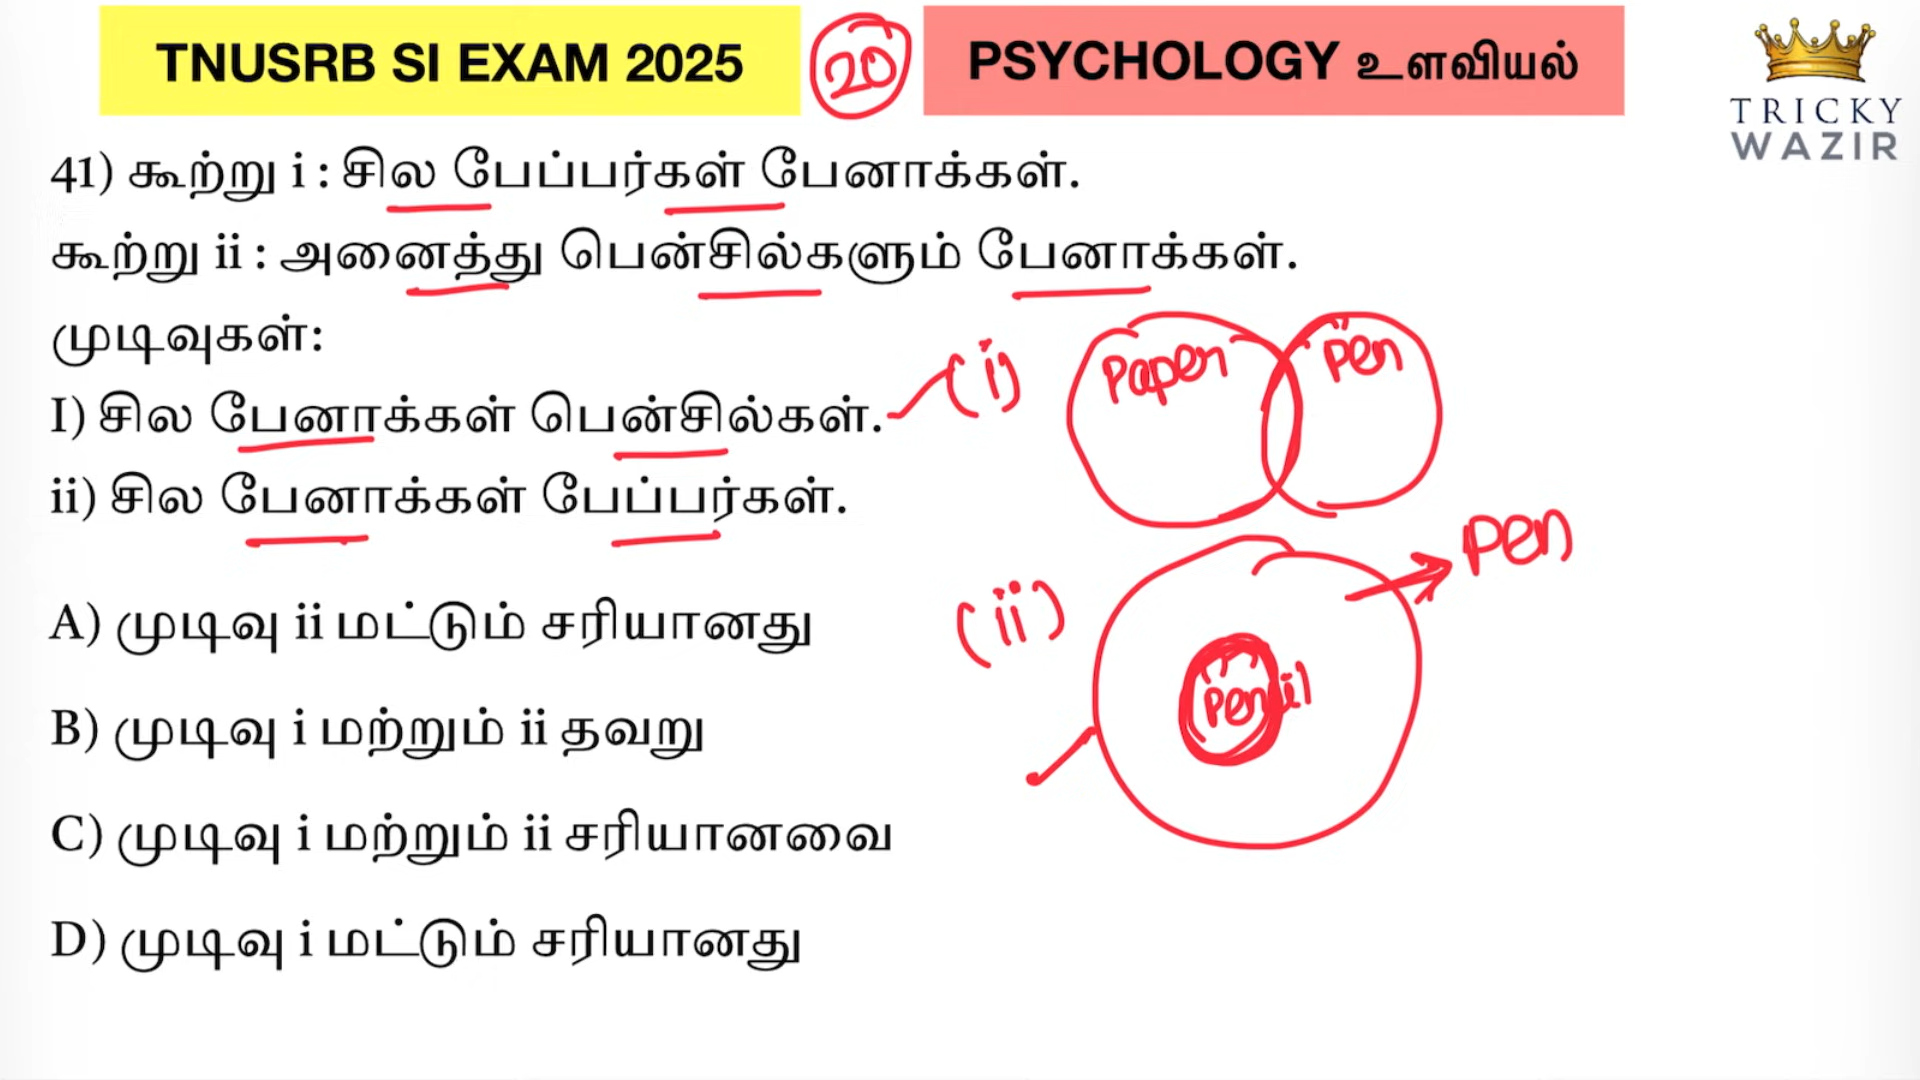 TNUSRB SI EXAM 2025
20
PSYCHOLOGY உளவியல்
TRICKY
WAZIR
41) கூற்று i : சில பேப்பர்கள் பேனாக்கள்.
கூற்று ii : அனைத்து பென்சில்களும் பேனாக்கள்.
முடிவுகள்:
I) சில பேனாக்கள் பென்சில்கள்.
ii) சில பேனாக்கள் பேப்பர்கள்.
A) முடிவு ii மட்டும் சரியானது
B) முடிவு i மற்றும் ii தவறு
C) முடிவு i மற்றும் ii சரியானவை
D) முடிவு i மட்டும் சரியானது
(i)
Paper
Pen
(ii)
Pen
Pencil